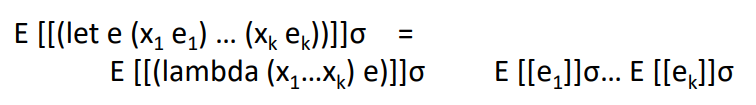 E [[(let e (x₁ e₁) ... (xₖ eₖ))]]σ =
E [[(lambda (x₁...xₖ) e)]]σ E [[e₁]]σ... E [[eₖ]]σ